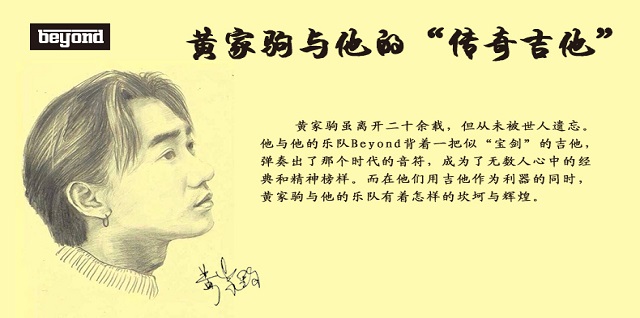 beyond
黄家驹与他的“传奇吉他”
黄家驹虽离开二十余载，但从未被世人遗忘。
他与他的乐队Beyond背着一把似“宝剑”的吉他，
弹奏出了那个时代的音符，成为了无数人心中的经
典和精神榜样。而在他们用吉他作为利器的同时，
黄家驹与他的乐队有着怎样的坎坷与辉煌。
黄家驹